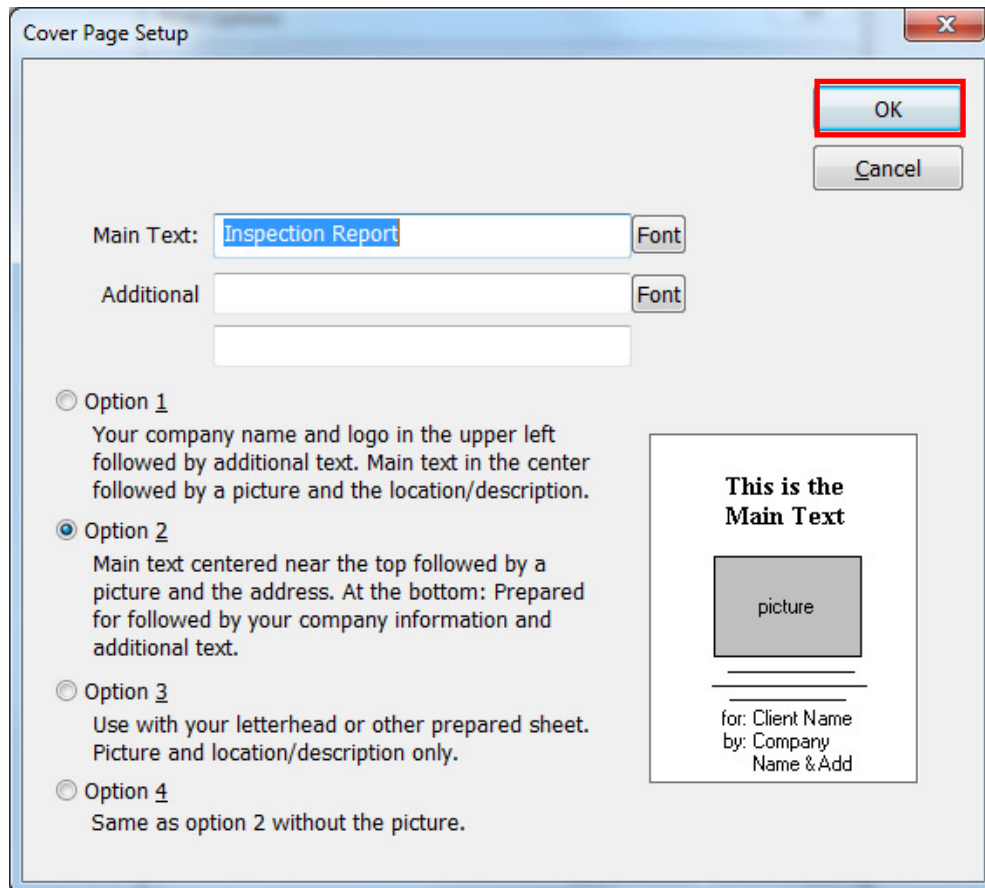 Cover Page Setup
OK
Cancel
Main Text: Inspection Report Font
Additional Font
Option 1
Your company name and logo in the upper left
followed by additional text. Main text in the center
followed by a picture and the location/description.
Option 2
Main text centered near the top followed by a
picture and the address. At the bottom: Prepared
for followed by your company information and
additional text.
Option 3
Use with your letterhead or other prepared sheet.
Picture and location/description only.
Option 4
Same as option 2 without the picture.
This is the
Main Text
picture
for: Client Name
by: Company
Name & Add